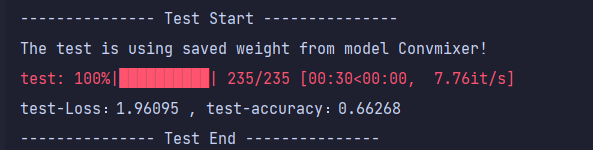 --------------- Test Start ---------------
The test is using saved weight from model Convmixer!
test: 100%|██████████| 235/235 [00:30<00:00,  7.76it/s]
test-Loss：1.96095 , test-accuracy：0.66268
--------------- Test End ---------------